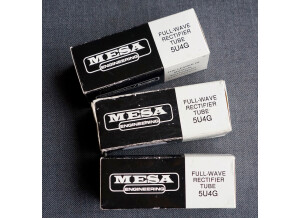 MESA
ENGINEERING
FULL-WAVE
RECTIFIER
TUBE
5U4G
MESA
ENGINEERING
FULL-WAVE
RECTIFIER
TUBE
5U4G
MESA
ENGINEERING
FULL-WAVE
RECTIFIER
TUBE
5U4G